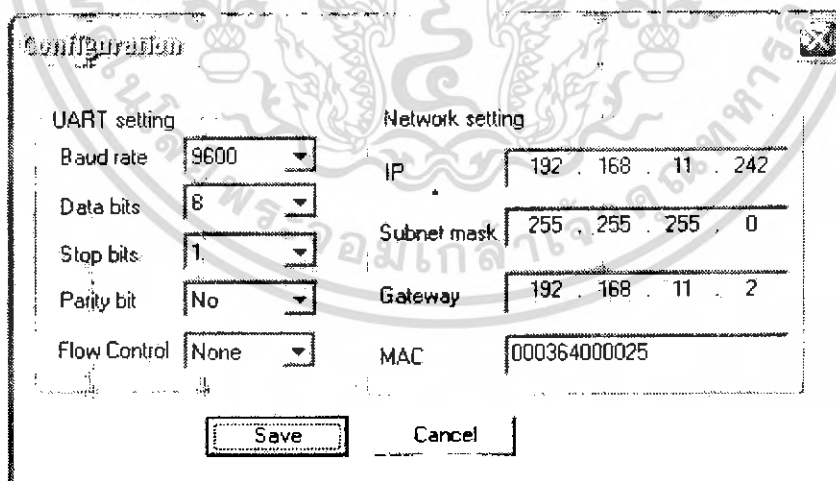 Configuration
UART setting
Baud rate 9600
Data bits 8
Stop bits 1
Parity bit No
Flow Control None
Network setting
IP 192 . 168 . 11 . 242
Subnet mask 255 . 255 . 255 . 0
Gateway 192 . 168 . 11 . 2
MAC 000364000025
Save Cancel